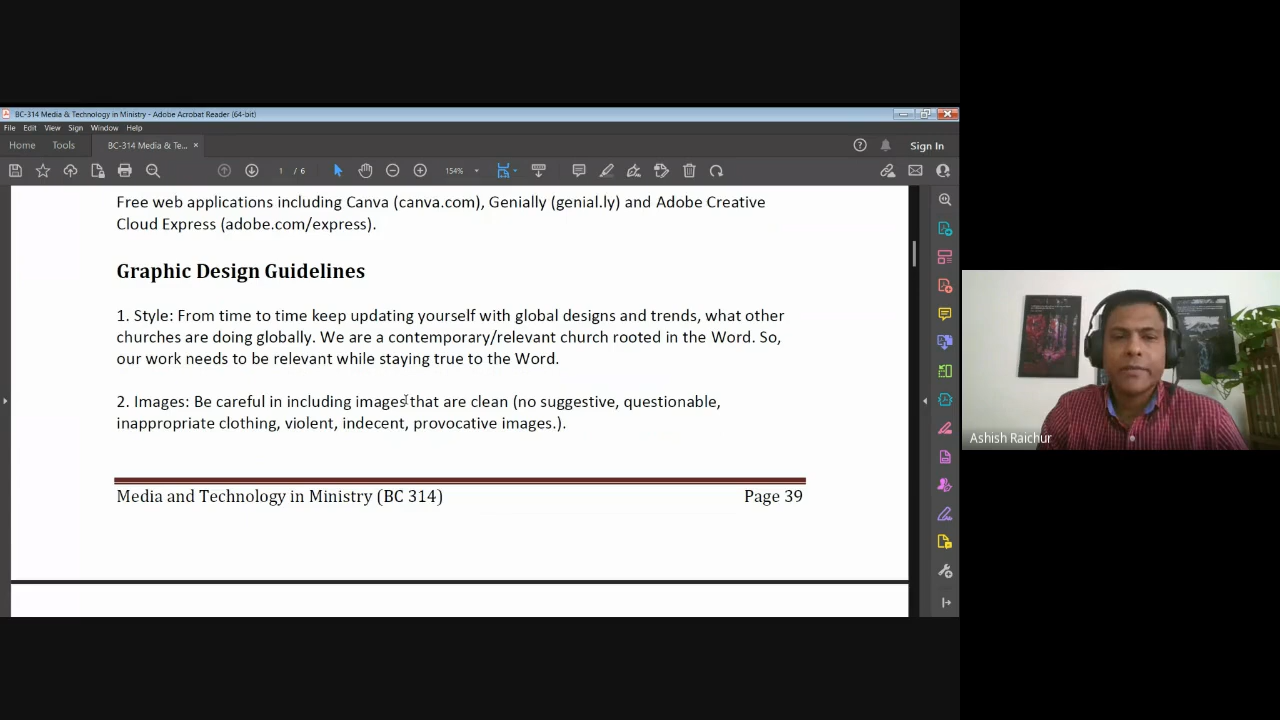 BC-314 Media & Technology in Ministry - Adobe Acrobat Reader (64-bit)
File Edit View Sign Window Help
Home Tools BC-314 Media & Te... × Sign In
1 / 6 154%
Free web applications including Canva (canva.com), Genially (genial.ly) and Adobe Creative
Cloud Express (adobe.com/express).
Graphic Design Guidelines
1. Style: From time to time keep updating yourself with global designs and trends, what other
churches are doing globally. We are a contemporary/relevant church rooted in the Word. So,
our work needs to be relevant while staying true to the Word.
2. Images: Be careful in including images that are clean (no suggestive, questionable,
inappropriate clothing, violent, indecent, provocative images.).
Media and Technology in Ministry (BC 314) Page 39
Ashish Raichur